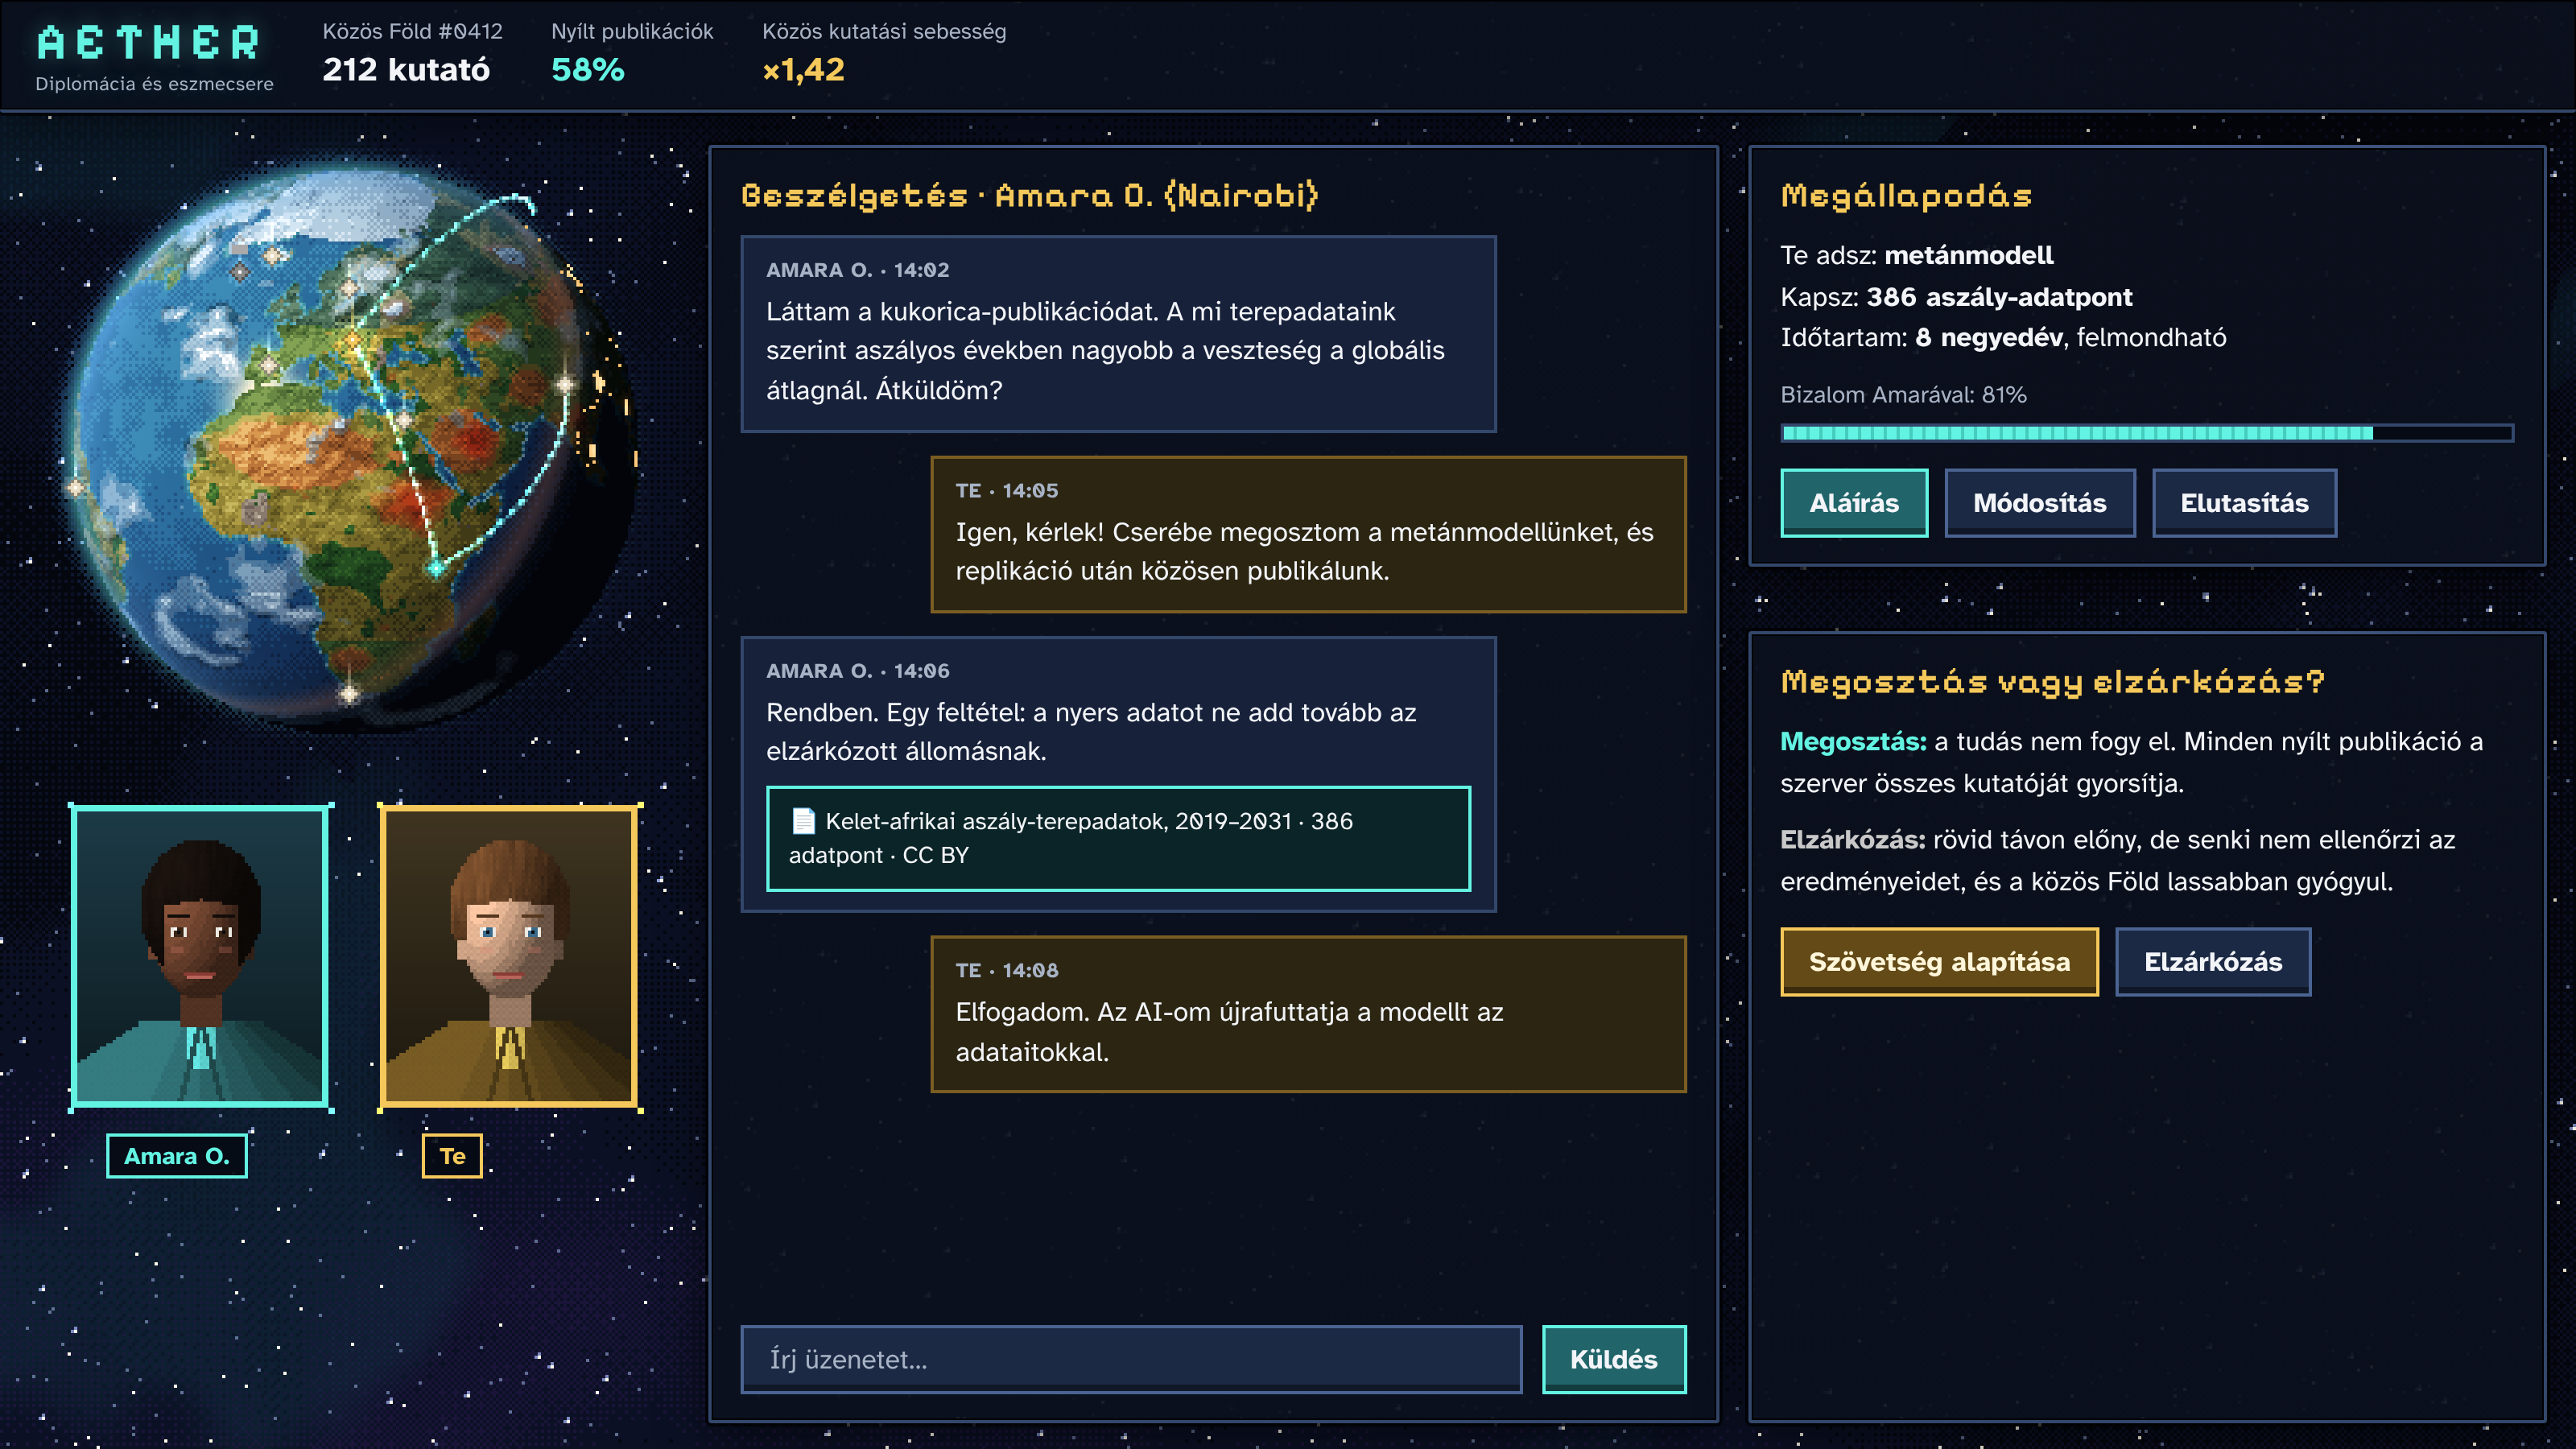 AETHER
Diplomácia és eszmecsere
Közös Föld #0412
212 kutató
Nyílt publikációk
58%
Közös kutatási sebesség
×1,42
Amara O.
Te
Beszélgetés · Amara O. (Nairobi)
AMARA O. · 14:02
Láttam a kukorica-publikációdat. A mi terepadataink
szerint aszályos években nagyobb a veszteség a globális
átlagnál. Átküldöm?
TE · 14:05
Igen, kérlek! Cserébe megosztom a metánmodellünket, és
replikáció után közösen publikálunk.
AMARA O. · 14:06
Rendben. Egy feltétel: a nyers adatot ne add tovább az
elzárkózott állomásnak.
Kelet-afrikai aszály-terepadatok, 2019–2031 · 386
adatpont · CC BY
TE · 14:08
Elfogadom. Az AI-om újrafuttatja a modellt az
adataitokkal.
Írj üzenetet…
Küldés
Megállapodás
Te adsz: metánmodell
Kapsz: 386 aszály-adatpont
Időtartam: 8 negyedév, felmondható
Bizalom Amarával: 81%
Aláírás
Módosítás
Elutasítás
Megosztás vagy elzárkózás?
Megosztás: a tudás nem fogy el. Minden nyílt publikáció a
szerver összes kutatóját gyorsítja.
Elzárkózás: rövid távon előny, de senki nem ellenőrzi az
eredményeidet, és a közös Föld lassabban gyógyul.
Szövetség alapítása
Elzárkózás